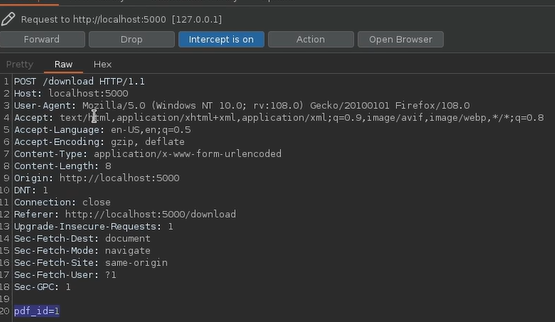 Request to http://localhost:5000 [127.0.0.1]
Forward Drop Intercept is on Action Open Browser
Pretty Raw Hex
1 POST /download HTTP/1.1
2 Host: localhost:5000
3 User-Agent: Mozilla/5.0 (Windows NT 10.0; rv:108.0) Gecko/20100101 Firefox/108.0
4 Accept: text/html,application/xhtml+xml,application/xml;q=0.9,image/avif,image/webp,*/*;q=0.8
5 Accept-Language: en-US,en;q=0.5
6 Accept-Encoding: gzip, deflate
7 Content-Type: application/x-www-form-urlencoded
8 Content-Length: 8
9 Origin: http://localhost:5000
10 DNT: 1
11 Connection: close
12 Referer: http://localhost:5000/download
13 Upgrade-Insecure-Requests: 1
14 Sec-Fetch-Dest: document
15 Sec-Fetch-Mode: navigate
16 Sec-Fetch-Site: same-origin
17 Sec-Fetch-User: ?1
18 Sec-GPC: 1
19
20 pdf_id=1